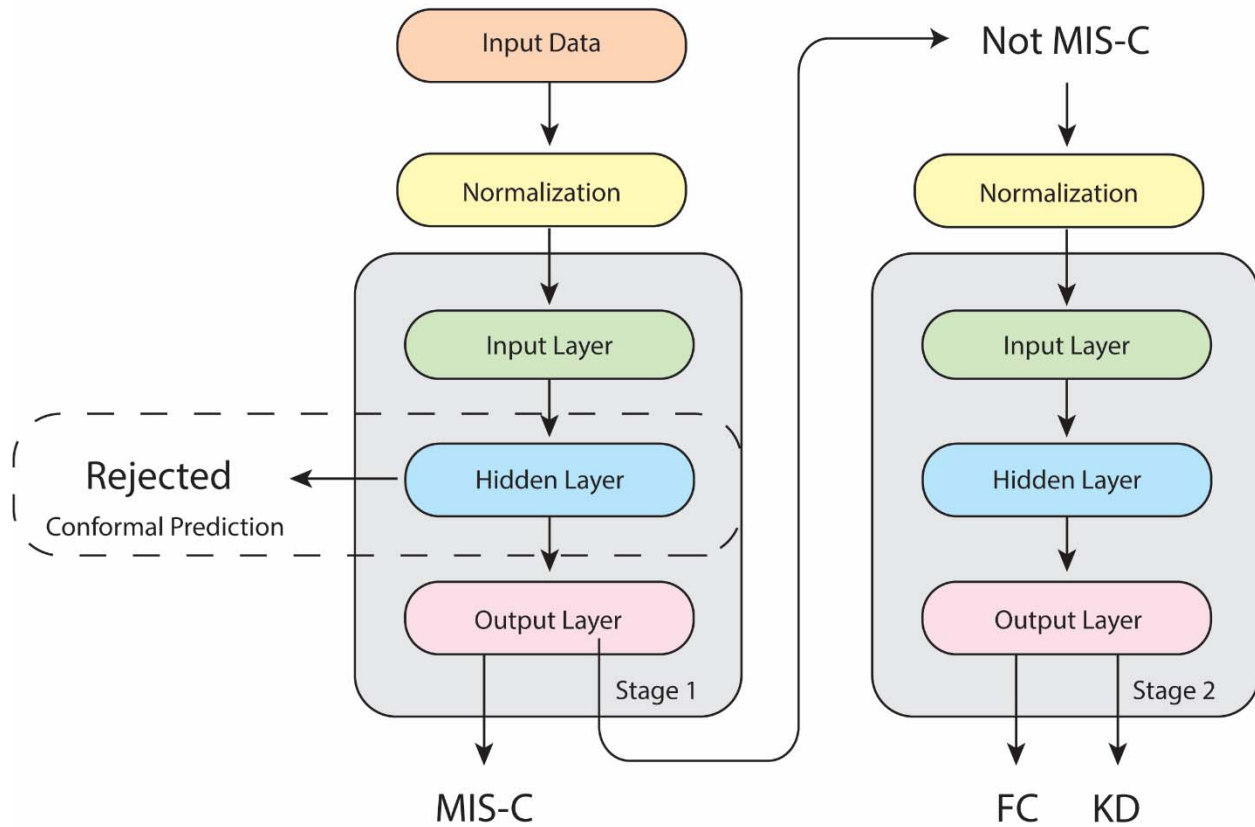 Input Data
Normalization
Input Layer
Hidden Layer
Rejected
Conformal Prediction
Output Layer
Stage 1
MIS-C
Not MIS-C
Normalization
Input Layer
Hidden Layer
Output Layer
Stage 2
FC
KD